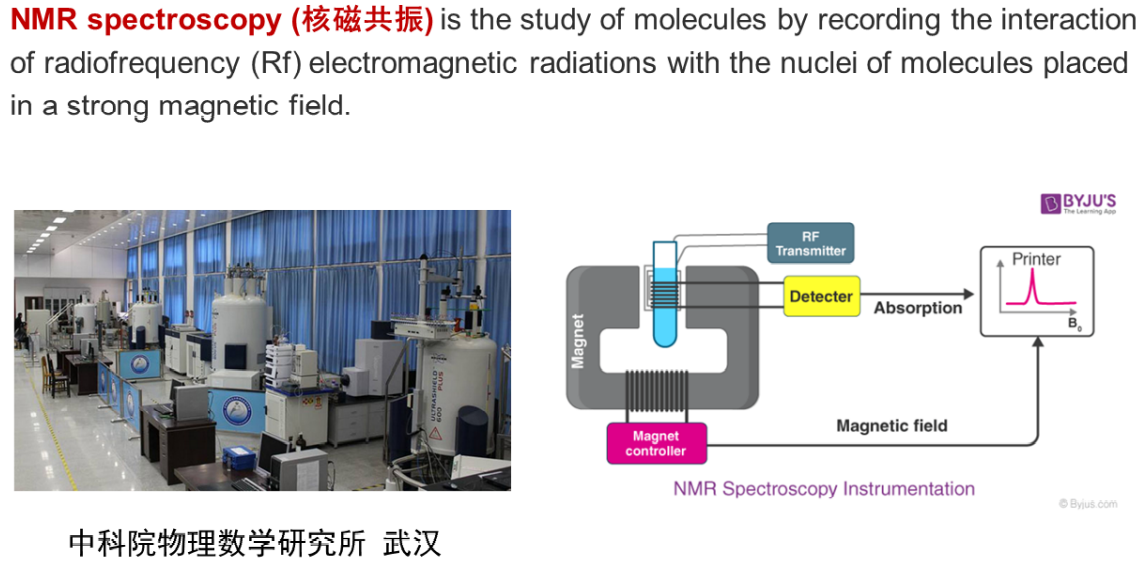 NMR spectroscopy (核磁共振) is the study of molecules by recording the interaction
of radiofrequency (Rf) electromagnetic radiations with the nuclei of molecules placed
in a strong magnetic field.
BYJU'S
The Learning App
RF
Transmitter
Printer
Detecter
Absorption
B₀
Magnet
ULTRASHIELD
600 PLUS
Magnet
controller
Magnetic field
NMR Spectroscopy Instrumentation
© Byjus.com
中科院物理数学研究所 武汉